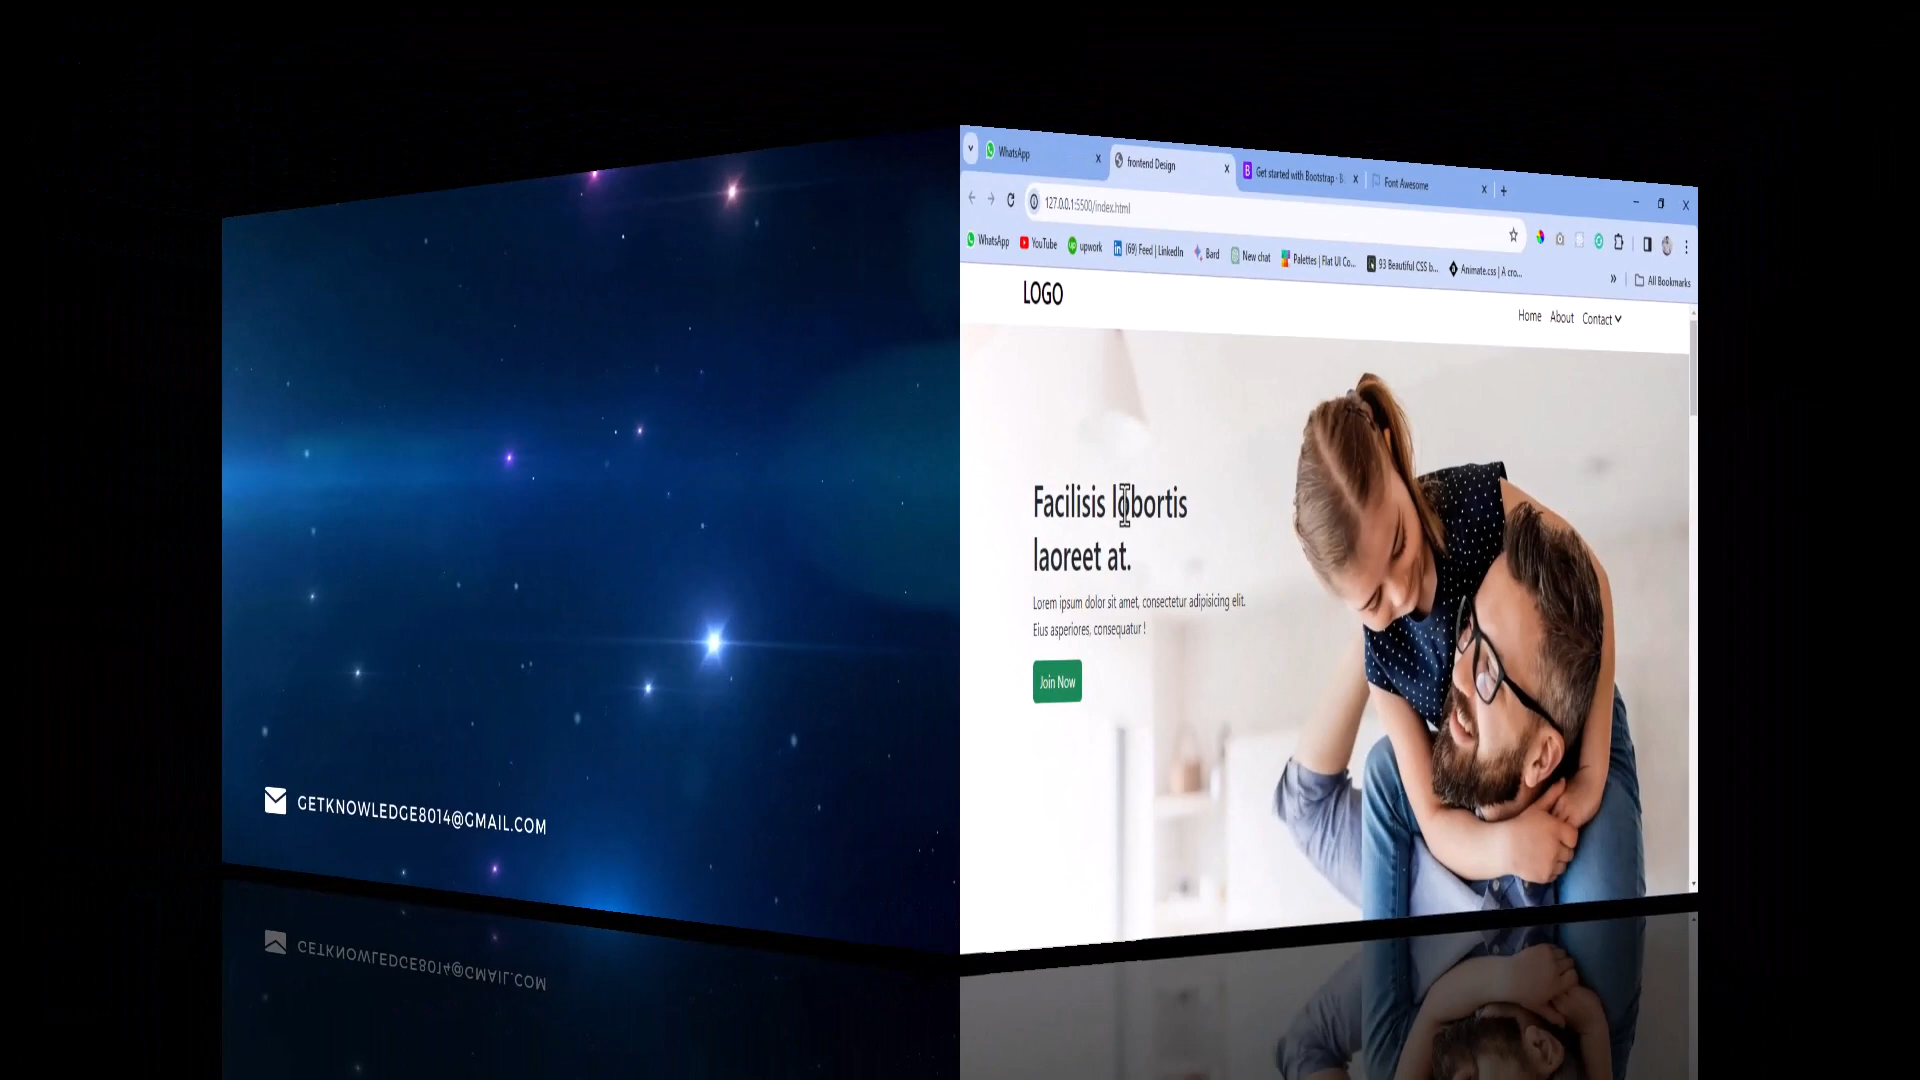 GETKNOWLEDGE8014@GMAIL.COM
WhatsApp
frontend Design
Get started with Bootstrap · B
Font Awesome
127.0.0.1:5500/index.html
WhatsApp
YouTube
upwork
(69) Feed | LinkedIn
Bard
New chat
Palettes | Flat UI Co...
93 Beautiful CSS b...
Animate.css | A cro...
All Bookmarks
LOGO
Home About Contact
Facilisis lobortis
laoreet at.
Lorem ipsum dolor sit amet, consectetur adipisicing elit.
Eius asperiores, consequatur !
Join Now